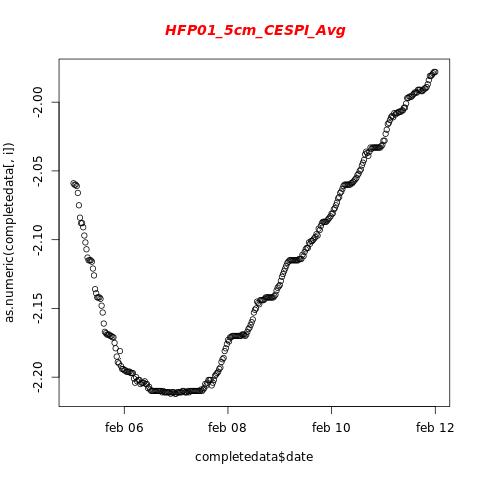 HFP01_5cm_CESPI_Avg
as.numeric(completedata[, i])
-2.00
-2.05
-2.10
-2.15
-2.20
feb 06
feb 08
feb 10
feb 12
completedata$date